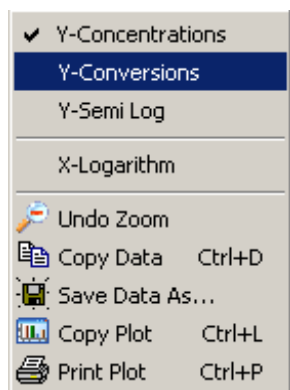 Y-Concentrations
Y-Conversions
Y-Semi Log
X-Logarithm
Undo Zoom
Copy Data Ctrl+D
Save Data As...
Copy Plot Ctrl+L
Print Plot Ctrl+P